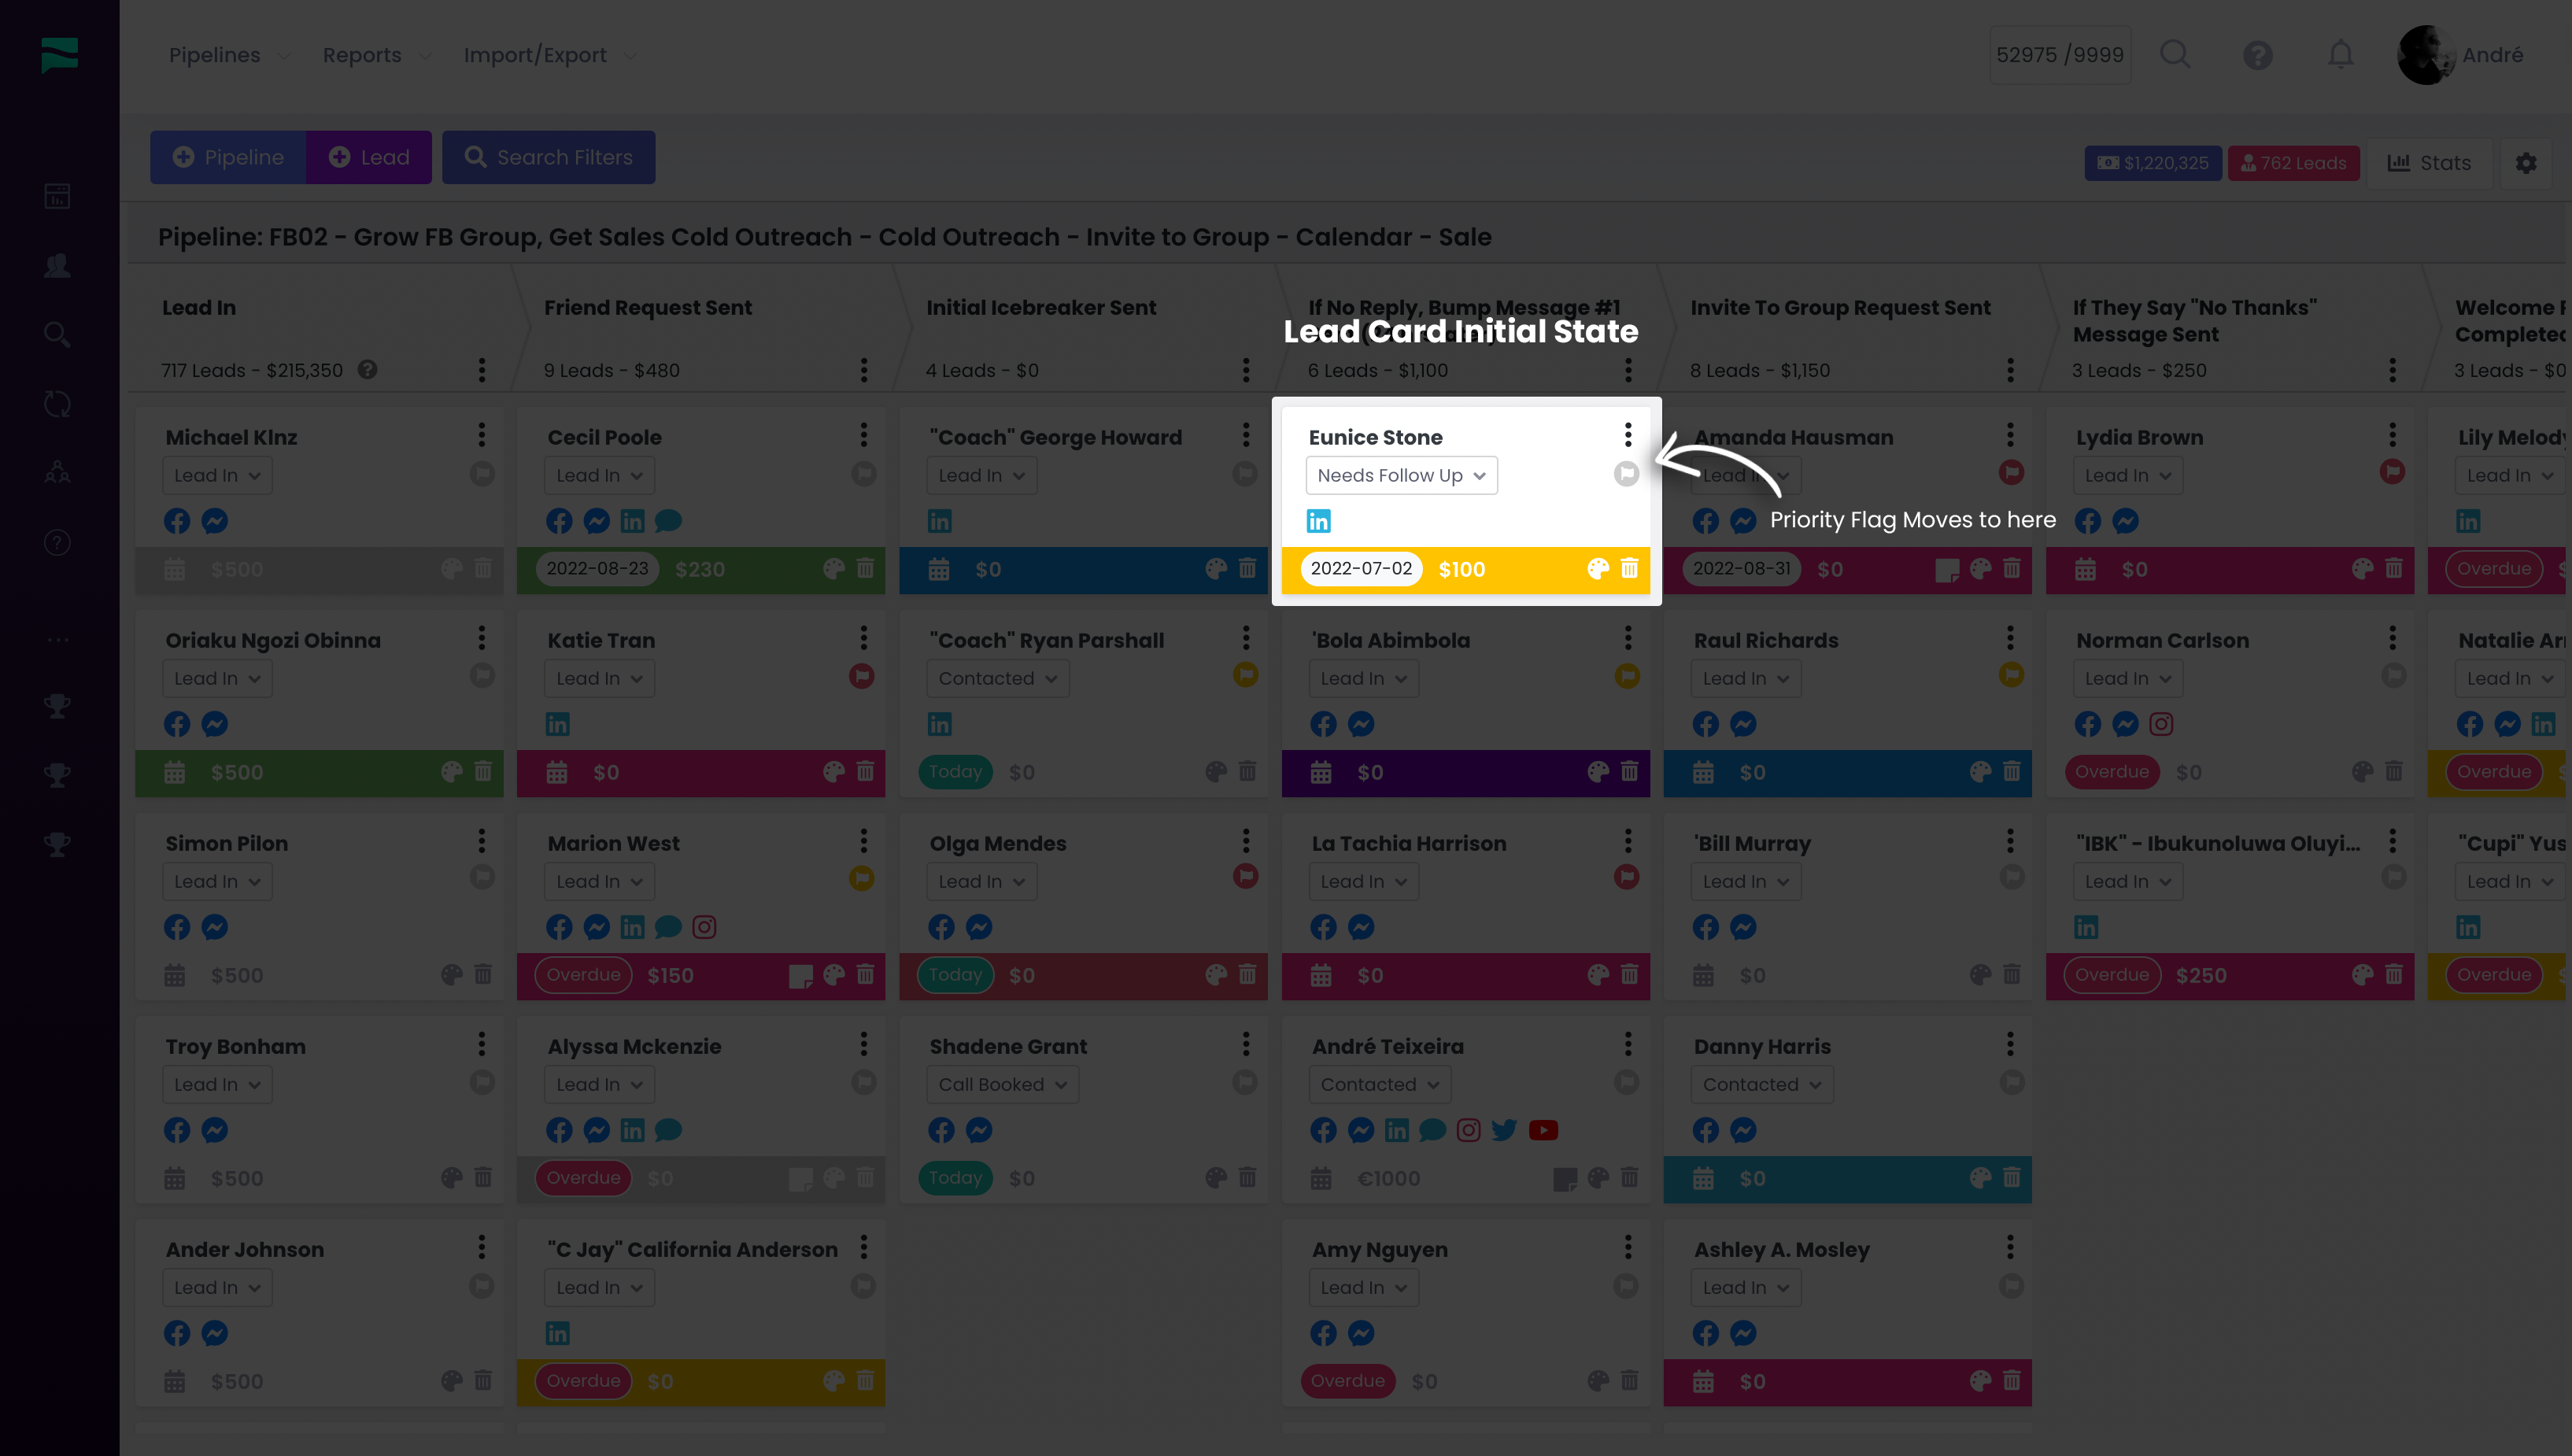 Pipelines
Reports
Import/Export
52975 /9999
André
Pipeline
Lead
Search Filters
$1,220,325
762 Leads
Stats
Pipeline: FB02 - Grow FB Group, Get Sales Cold Outreach - Cold Outreach - Invite to Group - Calendar - Sale
Lead In
717 Leads - $215,350
Friend Request Sent
9 Leads - $480
Initial Icebreaker Sent
4 Leads - $0
If No Reply, Bump Message #1
6 Leads - $1,100
Invite To Group Request Sent
8 Leads - $1,150
If They Say "No Thanks"
Message Sent
3 Leads - $250
Welcome
Completed
3 Leads - $0
Lead Card Initial State
Priority Flag Moves to here
Michael Klnz
Lead In
$500
Cecil Poole
Lead In
2022-08-23
$230
"Coach" George Howard
Lead In
$0
Eunice Stone
Needs Follow Up
2022-07-02
$100
Amanda Hausman
Lead In
2022-08-31
$0
Lydia Brown
Lead In
$0
Lily Melody
Lead In
Overdue
Oriaku Ngozi Obinna
Lead In
$500
Katie Tran
Lead In
$0
"Coach" Ryan Parshall
Contacted
Today
$0
'Bola Abimbola
Lead In
$0
Raul Richards
Lead In
$0
Norman Carlson
Lead In
Overdue
$0
Natalie
Lead In
Overdue
Simon Pilon
Lead In
$500
Marion West
Lead In
Overdue
$150
Olga Mendes
Lead In
Today
$0
La Tachia Harrison
Lead In
$0
'Bill Murray
Lead In
$0
"IBK" - Ibukunoluwa Oluyi...
Lead In
Overdue
$250
"Cupi" Yus
Lead In
Overdue
Troy Bonham
Lead In
$500
Alyssa Mckenzie
Lead In
Overdue
$0
Shadene Grant
Call Booked
Today
$0
André Teixeira
Contacted
€1000
Danny Harris
Contacted
$0
Ander Johnson
Lead In
$500
"C Jay" California Anderson
Lead In
Overdue
$0
Amy Nguyen
Lead In
Overdue
$0
Ashley A. Mosley
Lead In
$0